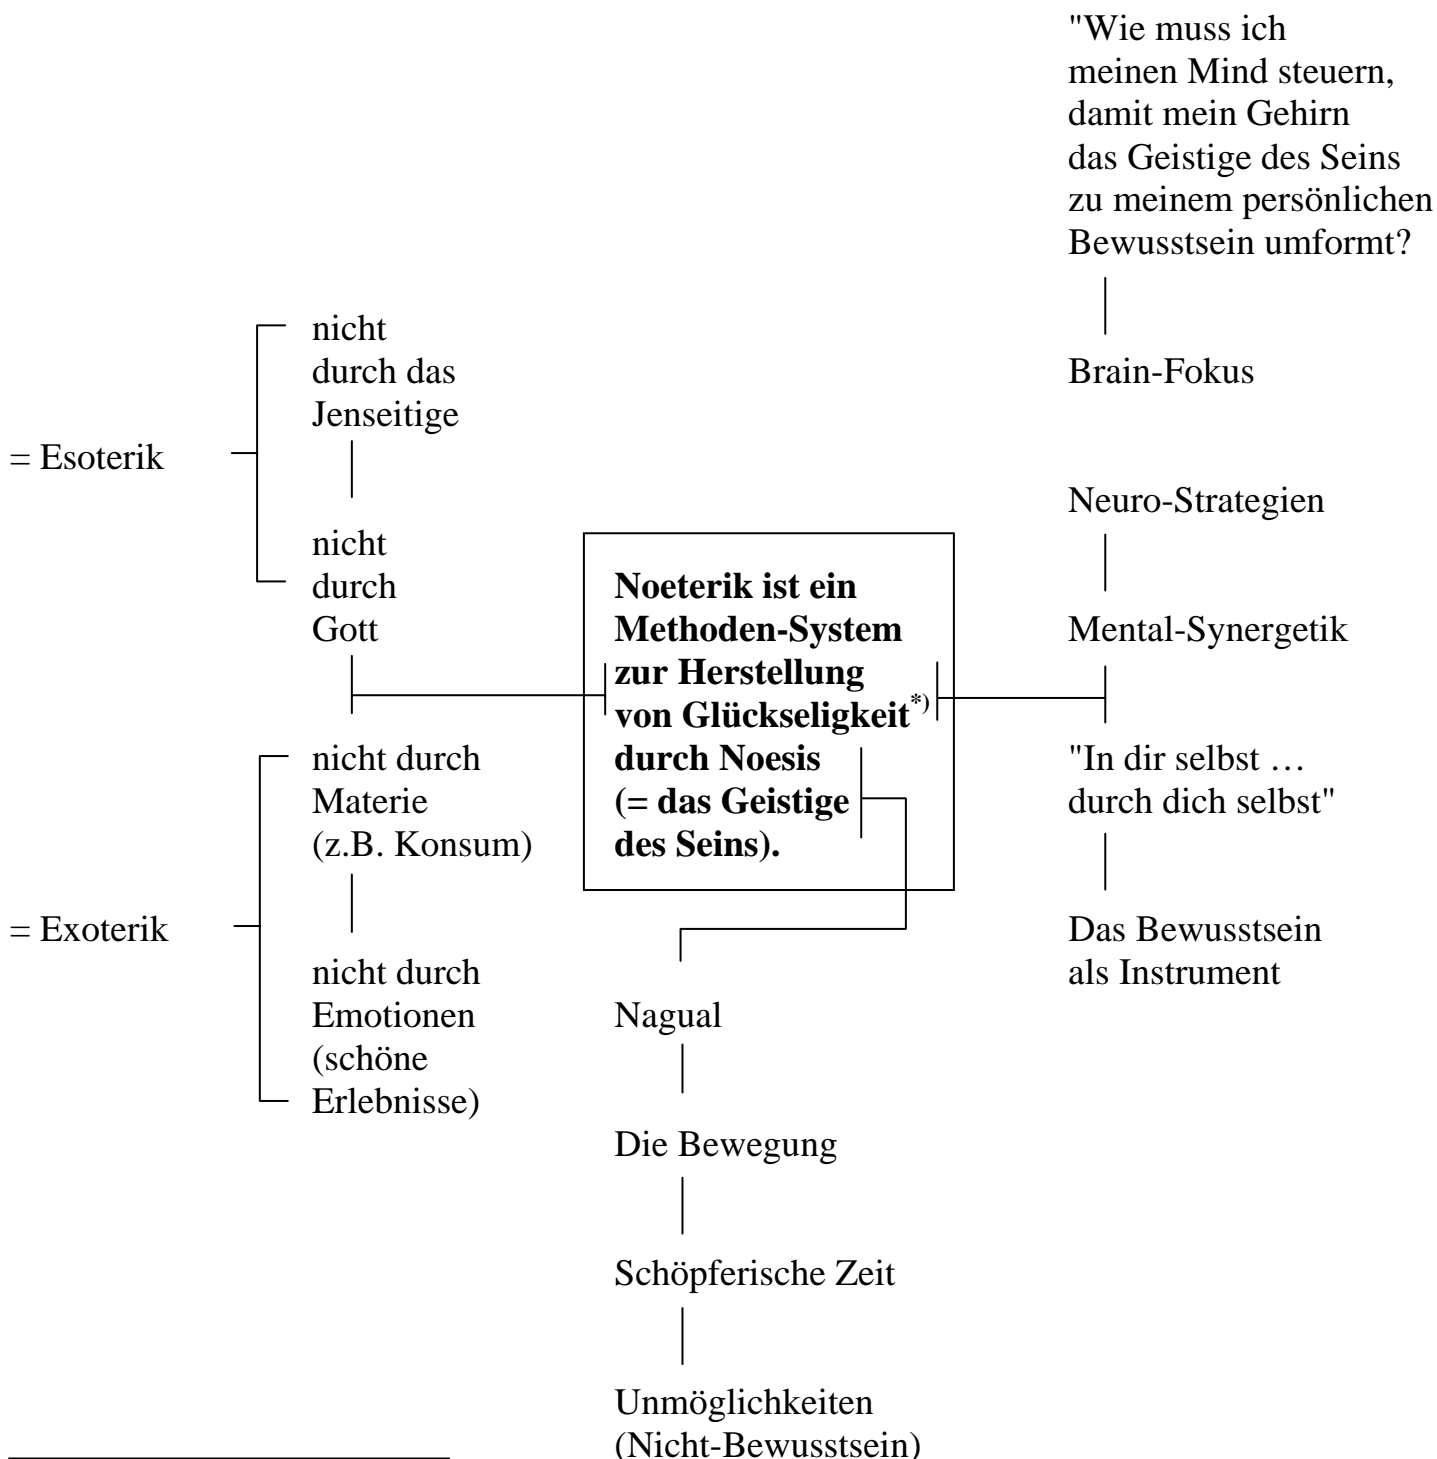 "Wie muss ich
meinen Mind steuern,
damit mein Gehirn
das Geistige des Seins
zu meinem persönlichen
Bewusstsein umformt?
Brain-Fokus
Neuro-Strategien
Mental-Synergetik
"In dir selbst …
durch dich selbst"
Das Bewusstsein
als Instrument
= Esoterik
nicht
durch das
Jenseitige
nicht
durch
Gott
= Exoterik
nicht durch
Materie
(z.B. Konsum)
nicht durch
Emotionen
(schöne
Erlebnisse)
Noeterik ist ein
Methoden-System
zur Herstellung
von Glückseligkeit*)
durch Noesis
(= das Geistige
des Seins).
Nagual
Die Bewegung
Schöpferische Zeit
Unmöglichkeiten
(Nicht-Bewusstsein)